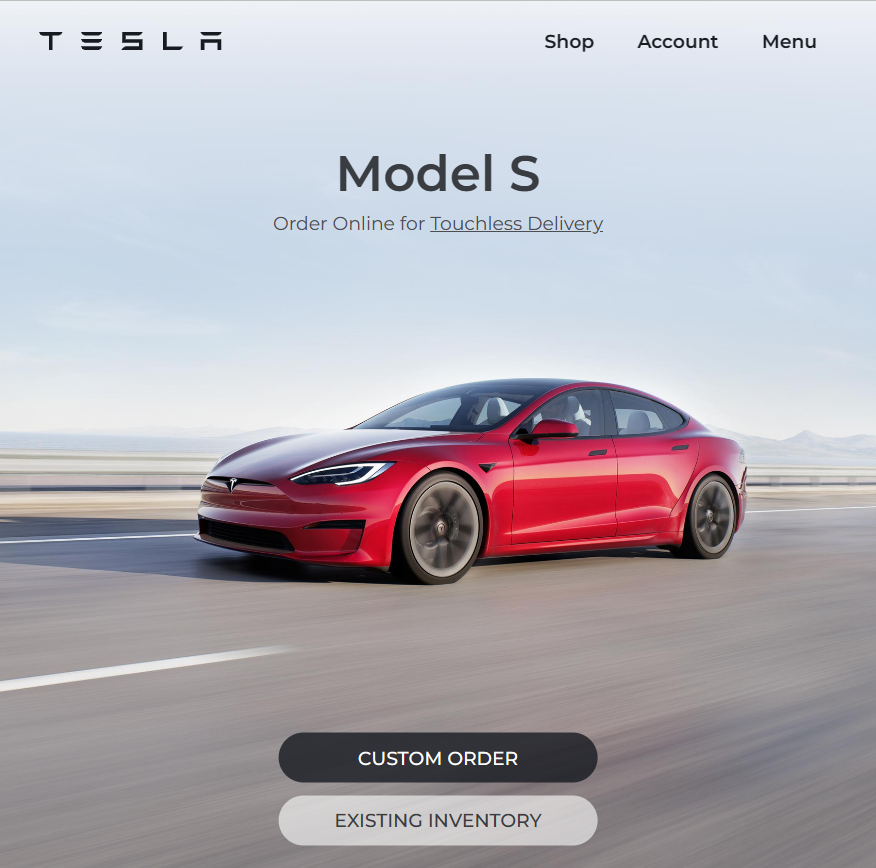 TESLA Shop Account Menu
Model S
Order Online for Touchless Delivery
CUSTOM ORDER
EXISTING INVENTORY